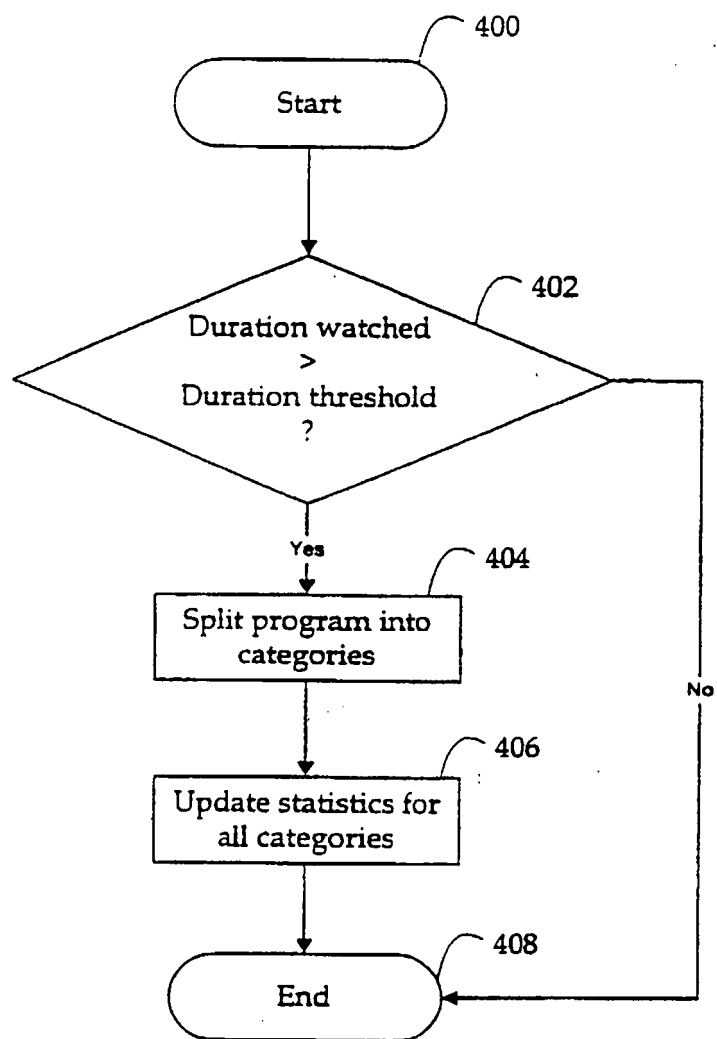 400
Start
402
Duration watched
>
Duration threshold
?
Yes
404
Split program into
categories
No
406
Update statistics for
all categories
408
End